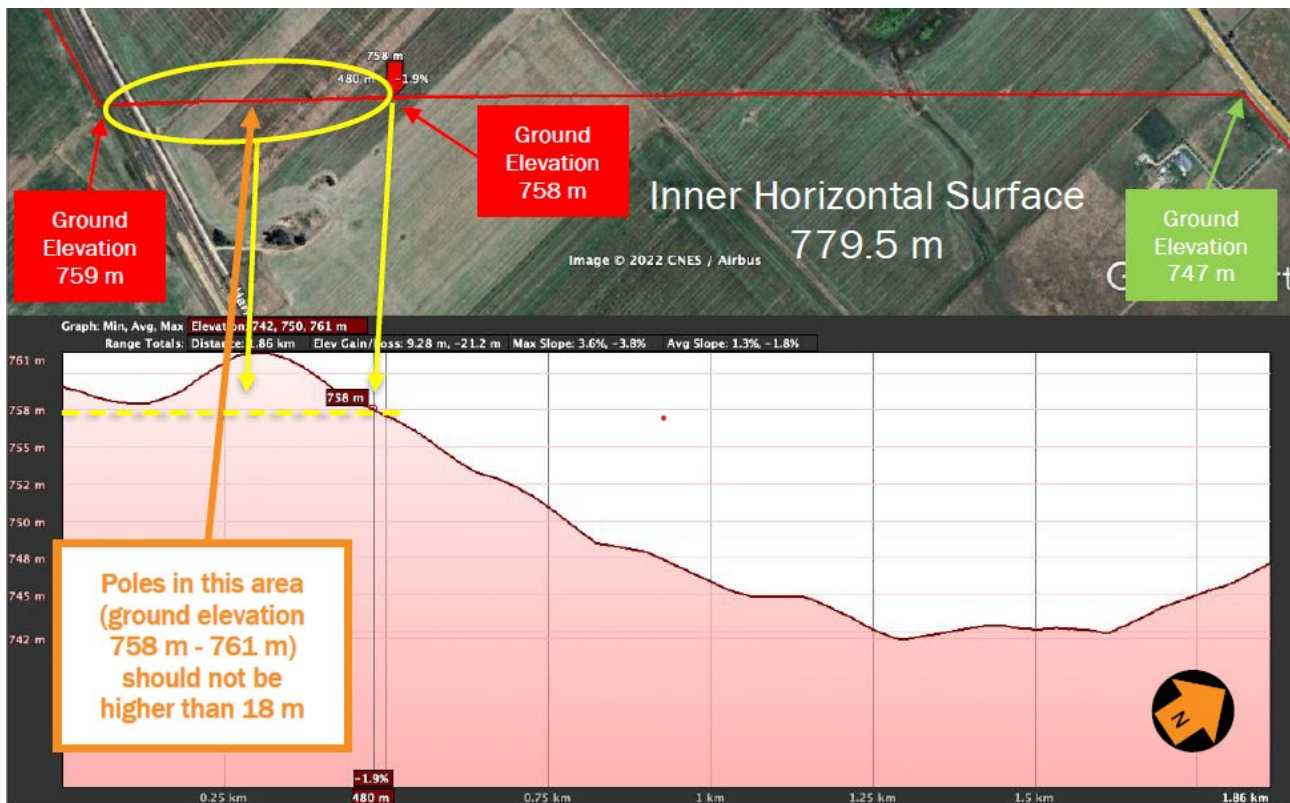 758 m
480 m
-1.9%
Ground
Elevation
759 m
Ground
Elevation
758 m
Inner Horizontal Surface
779.5 m
Ground
Elevation
747 m
Image © 2022 CNES / Airbus
Graph: Min, Avg, Max Elevation: 742, 750, 761 m
Range Totals: Distance: 1.86 km Elev Gain/Loss: 9.28 m, -21.2 m Max Slope: 3.6%, -3.8% Avg Slope: 1.3%, -1.8%
761 m
758 m
755 m
752 m
750 m
748 m
745 m
742 m
758 m
Poles in this area
(ground elevation
758 m - 761 m)
should not be
higher than 18 m
N
-1.9%
0.25 km
480 m
0.75 km
1 km
1.25 km
1.5 km
1.86 km